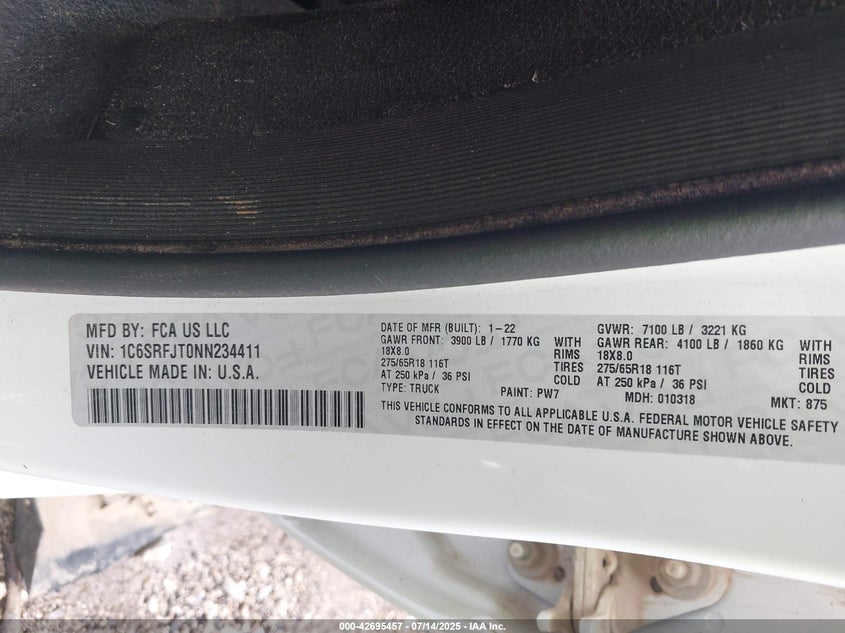 MFD BY: FCA US LLC
VIN: 1C6SRFJT0NN234411
VEHICLE MADE IN: U.S.A.
DATE OF MFR (BUILT): 1-22
GAWR FRONT: 3900 LB / 1770 KG WITH
18X8.0 RIMS
275/65R18 116T TIRES
AT 250 kPa / 36 PSI COLD
TYPE: TRUCK PAINT: PW7
GVWR: 7100 LB / 3221 KG
GAWR REAR: 4100 LB / 1860 KG WITH
18X8.0 RIMS
275/65R18 116T TIRES
AT 250 kPa / 36 PSI COLD
MDH: 010318 MKT: 875
THIS VEHICLE CONFORMS TO ALL APPLICABLE U.S.A. FEDERAL MOTOR VEHICLE SAFETY
STANDARDS IN EFFECT ON THE DATE OF MANUFACTURE SHOWN ABOVE.
000-42695457 - 07/14/2025 - IAA Inc.